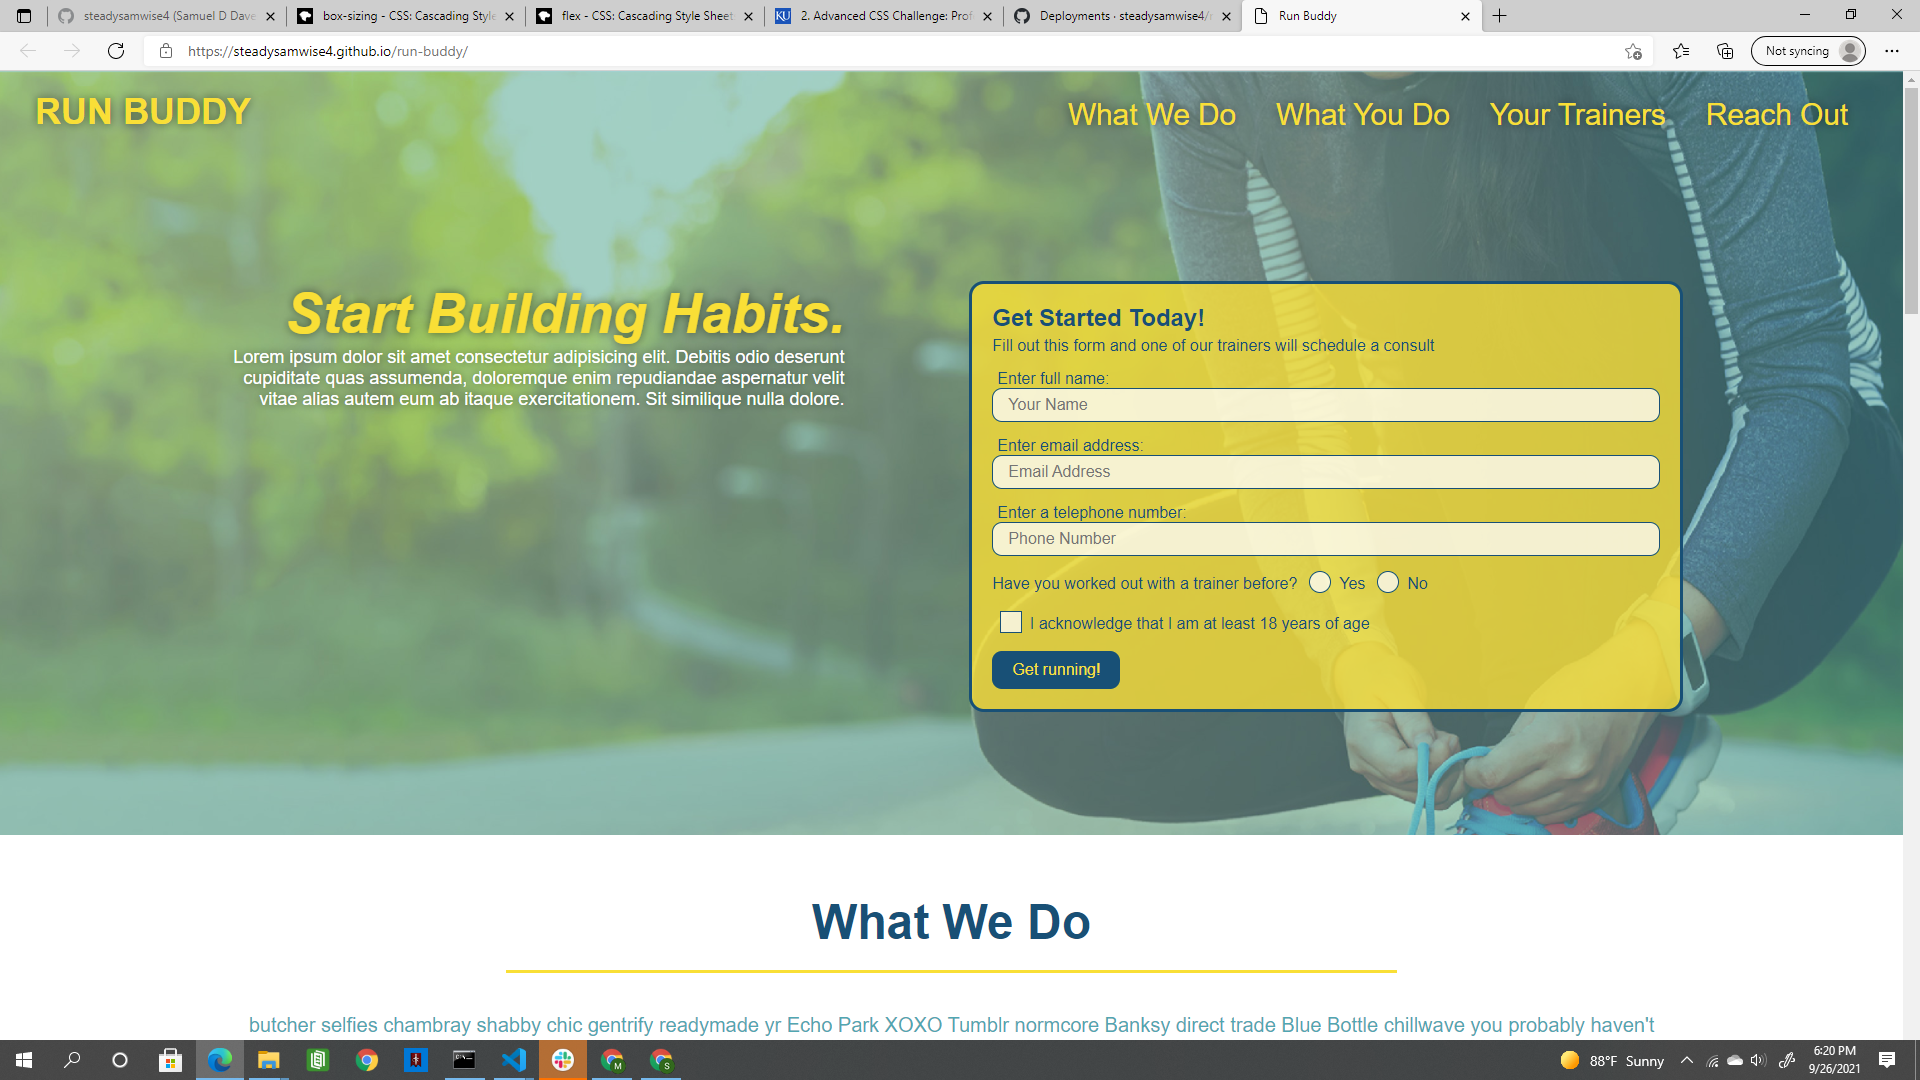 steadysamwise4 (Samuel D Dave
box-sizing - CSS: Cascading Style
flex - CSS: Cascading Style Sheet
KU
2. Advanced CSS Challenge: Prof
Deployments · steadysamwise4/r
Run Buddy
https://steadysamwise4.github.io/run-buddy/
Not syncing
RUN BUDDY
What We Do
What You Do
Your Trainers
Reach Out
Start Building Habits.
Lorem ipsum dolor sit amet consectetur adipisicing elit. Debitis odio deserunt
cupiditate quas assumenda, doloremque enim repudiandae aspernatur velit
vitae alias autem eum ab itaque exercitationem. Sit similique nulla dolore.
Get Started Today!
Fill out this form and one of our trainers will schedule a consult
Enter full name:
Your Name
Enter email address:
Email Address
Enter a telephone number:
Phone Number
Have you worked out with a trainer before? Yes No
I acknowledge that I am at least 18 years of age
Get running!
What We Do
butcher selfies chambray shabby chic gentrify readymade yr Echo Park XOXO Tumblr normcore Banksy direct trade Blue Bottle chillwave you probably haven't
M
S
88°F Sunny
6:20 PM
9/26/2021